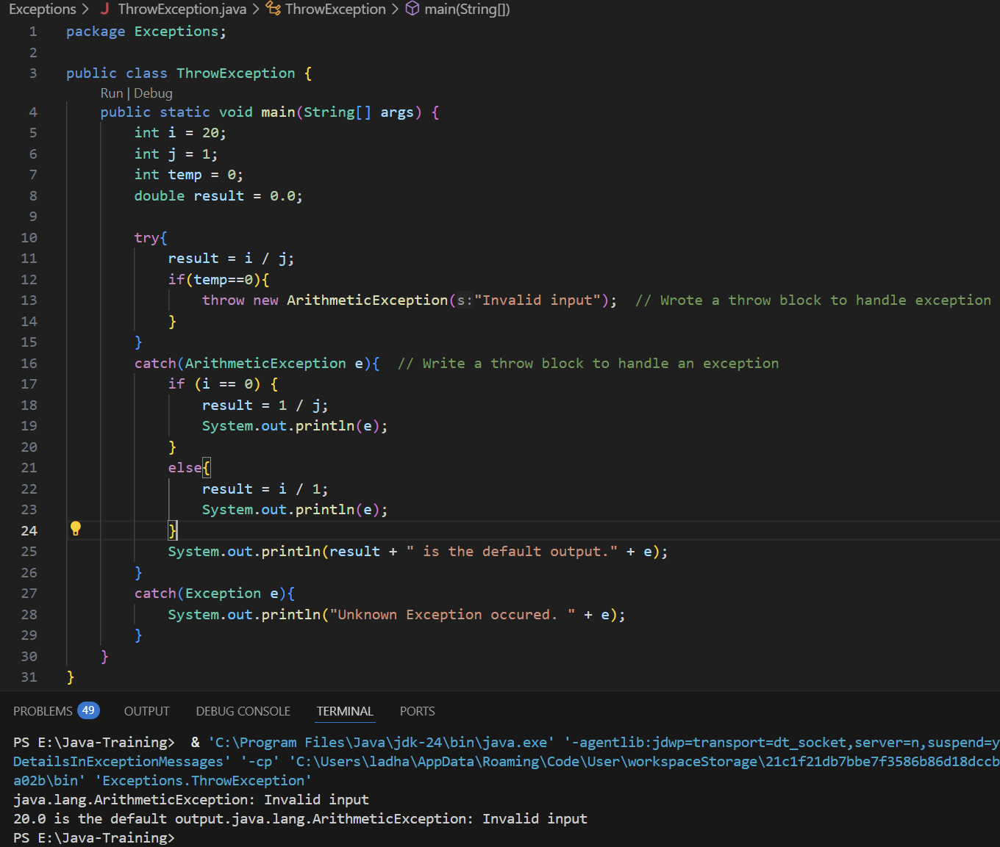 Exceptions > J ThrowException.java > ThrowException > main(String[])
1 package Exceptions;
2
3 public class ThrowException {
Run | Debug
4 public static void main(String[] args) {
5 int i = 20;
6 int j = 1;
7 int temp = 0;
8 double result = 0.0;
9
10 try{
11 result = i / j;
12 if(temp==0){
13 throw new ArithmeticException(s:"Invalid input"); // Wrote a throw block to handle exception
14 }
15 }
16 catch(ArithmeticException e){ // Write a throw block to handle an exception
17 if (i == 0) {
18 result = 1 / j;
19 System.out.println(e);
20 }
21 else{
22 result = i / 1;
23 System.out.println(e);
24 }
25 System.out.println(result + " is the default output." + e);
26 }
27 catch(Exception e){
28 System.out.println("Unknown Exception occured. " + e);
29 }
30 }
31 }
PROBLEMS 49 OUTPUT DEBUG CONSOLE TERMINAL PORTS
PS E:\Java-Training> & 'C:\Program Files\Java\jdk-24\bin\java.exe' '-agentlib:jdwp=transport=dt_socket,server=n,suspend=y
DetailsInExceptionMessages' '-cp' 'C:\Users\ladha\AppData\Roaming\Code\User\workspaceStorage\21c1f21db7bbe7f3586b86d18dccb
a02b\bin' 'Exceptions.ThrowException'
java.lang.ArithmeticException: Invalid input
20.0 is the default output.java.lang.ArithmeticException: Invalid input
PS E:\Java-Training>